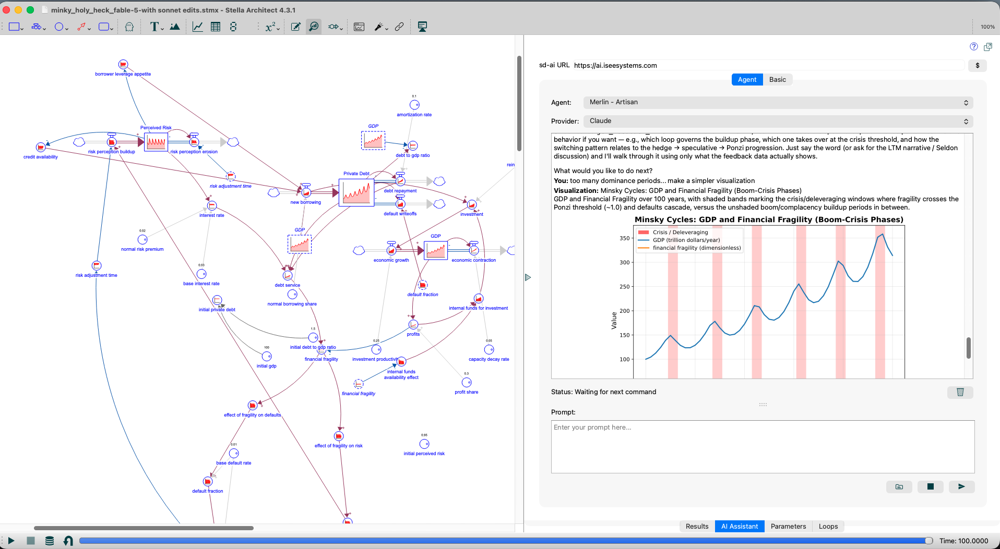 minky_holy_heck_fable-5-with sonnet edits.stmx - Stella Architect 4.3.1
T
x²
100%
borrower leverage appetite
0.1
amortization rate
Perceived Risk
GDP
credit availability
risk perception buildup
risk perception erosion
debt to gdp ratio
rein
risk adjustment time
Private Debt
debt repayment
new borrowing
default writeoffs
investment
interest rate
0.02
normal risk premium
GDP
GDP
economic growth
economic contraction
risk adjustment time
0.03
base interest rate
debt service
default fraction
normal borrowing share
initial private debt
internal funds for investment
1.5
profits
initial debt to gdp ratio
100
financial fragility
0.25
investment productivit
0.05
capacity decay rate
initial gdp
internal funds
availability effect
0.3
profit share
financial fragility
effect of fragility on defaults
effect of fragility on risk
0.95
initial perceived risk
0.01
base default rate
default fraction
?
sd-ai URL https://ai.iseesystems.com
$
Agent Basic
Agent: Merlin - Artisan
Provider: Claude
behavior if you want — e.g., which loop governs the buildup phase, which one takes over at the crisis threshold, and how the
switching pattern relates to the hedge → speculative → Ponzi progression. Just say the word (or ask for the LTM narrative / Seldon
discussion) and I'll walk through it using only what the feedback data actually shows.
What would you like to do next?
You: too many dominance periods... make a simpler visualization
Visualization: Minsky Cycles: GDP and Financial Fragility (Boom-Crisis Phases)
GDP and Financial Fragility over 100 years, with shaded bands marking the crisis/deleveraging windows where fragility crosses the
Ponzi threshold (~1.0) and defaults cascade, versus the unshaded boom/complacency buildup periods in between.
Minsky Cycles: GDP and Financial Fragility (Boom-Crisis Phases)
Crisis / Deleveraging
GDP (trillion dollars/year)
financial fragility (dimensionless)
350
300
250
200
150
100
Value
Status: Waiting for next command
Prompt:
Enter your prompt here...
Results AI Assistant Parameters Loops
Time: 100.0000